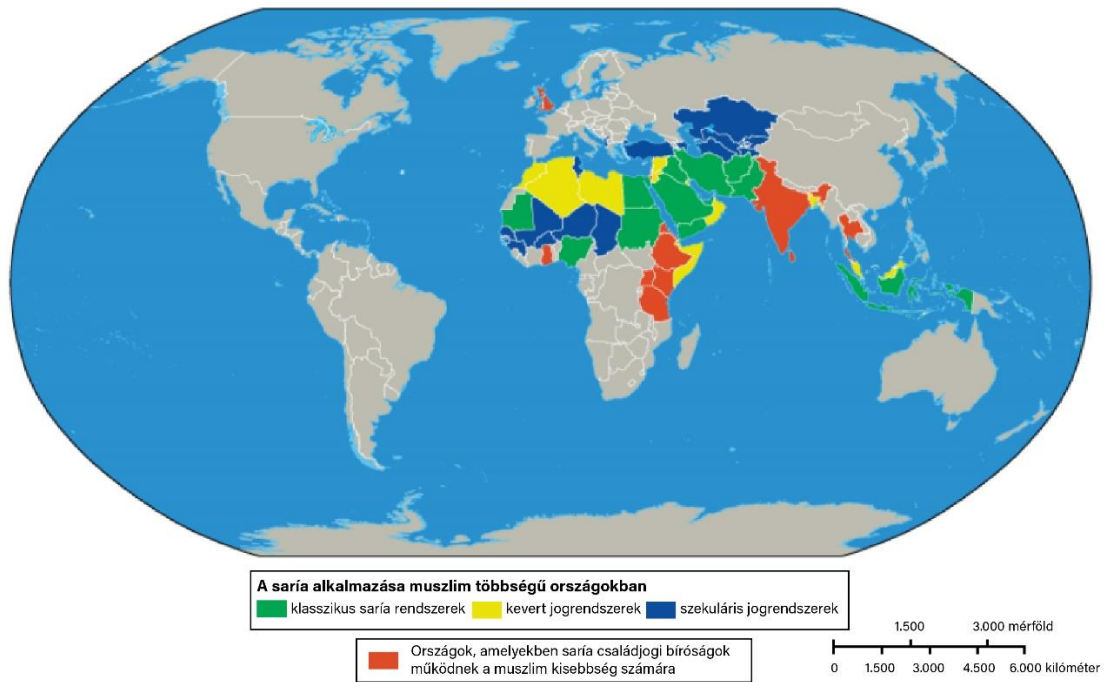 A saría alkalmazása muszlim többségű országokban
klasszikus saría rendszerek kevert jogrendszerek szekuláris jogrendszerek
Országok, amelyekben saría családjogi bíróságok
működnek a muszlim kisebbség számára
1.500 3.000 mérföld
0 1.500 3.000 4.500 6.000 kilóméter